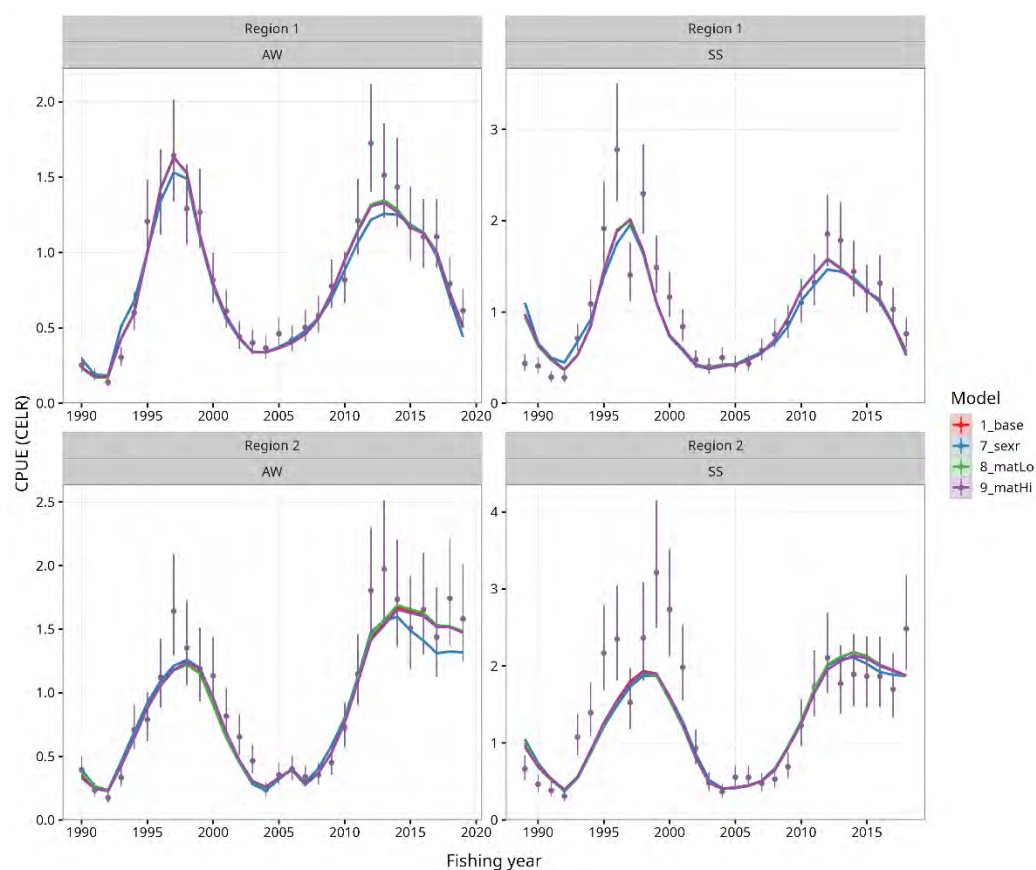 Region 1
AW
Region 1
SS
2.0
1.5
1.0
0.5
0.0
1990 1995 2000 2005 2010 2015 2020
3
2
1
0
1990 1995 2000 2005 2010 2015
Region 2
AW
Region 2
SS
2.5
2.0
1.5
1.0
0.5
0.0
1990 1995 2000 2005 2010 2015 2020
4
3
2
1
0
1990 1995 2000 2005 2010 2015
CPUE (CELR)
Fishing year
Model
1_base
7_sexr
8_matLo
9_matHi